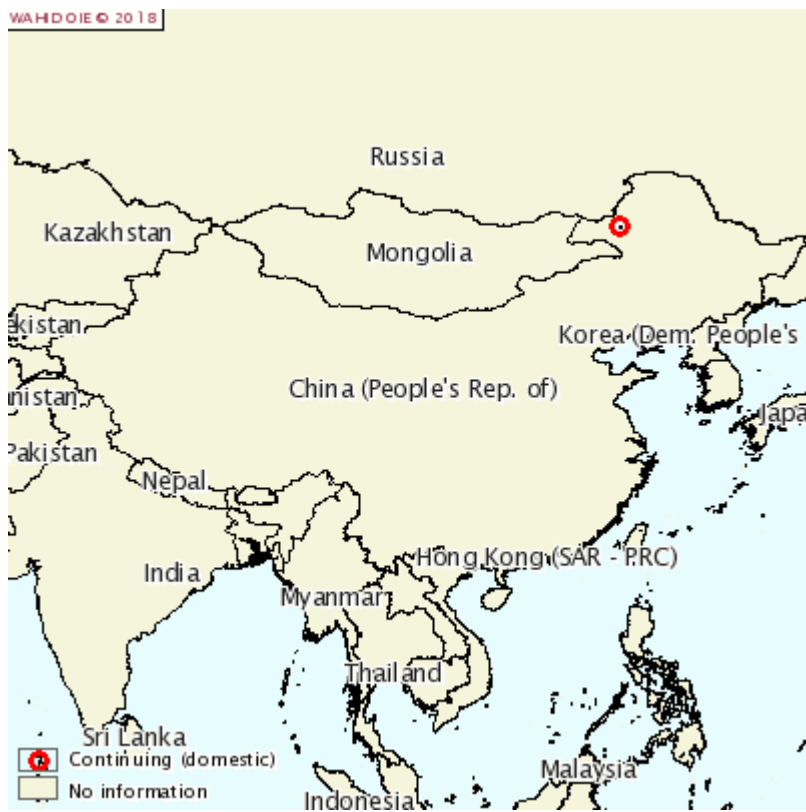 WAHIDOIE © 2018
Russia
Kazakhstan
Mongolia
ekistan
Korea (Dem. People's
China (People's Rep. of)
anistan
Japa
Pakistan
Nepal
Hong Kong (SAR - PRC)
India
Myanmar
Thailand
Sri Lanka
Continuing (domestic)
Malaysia
No information
Indonesia